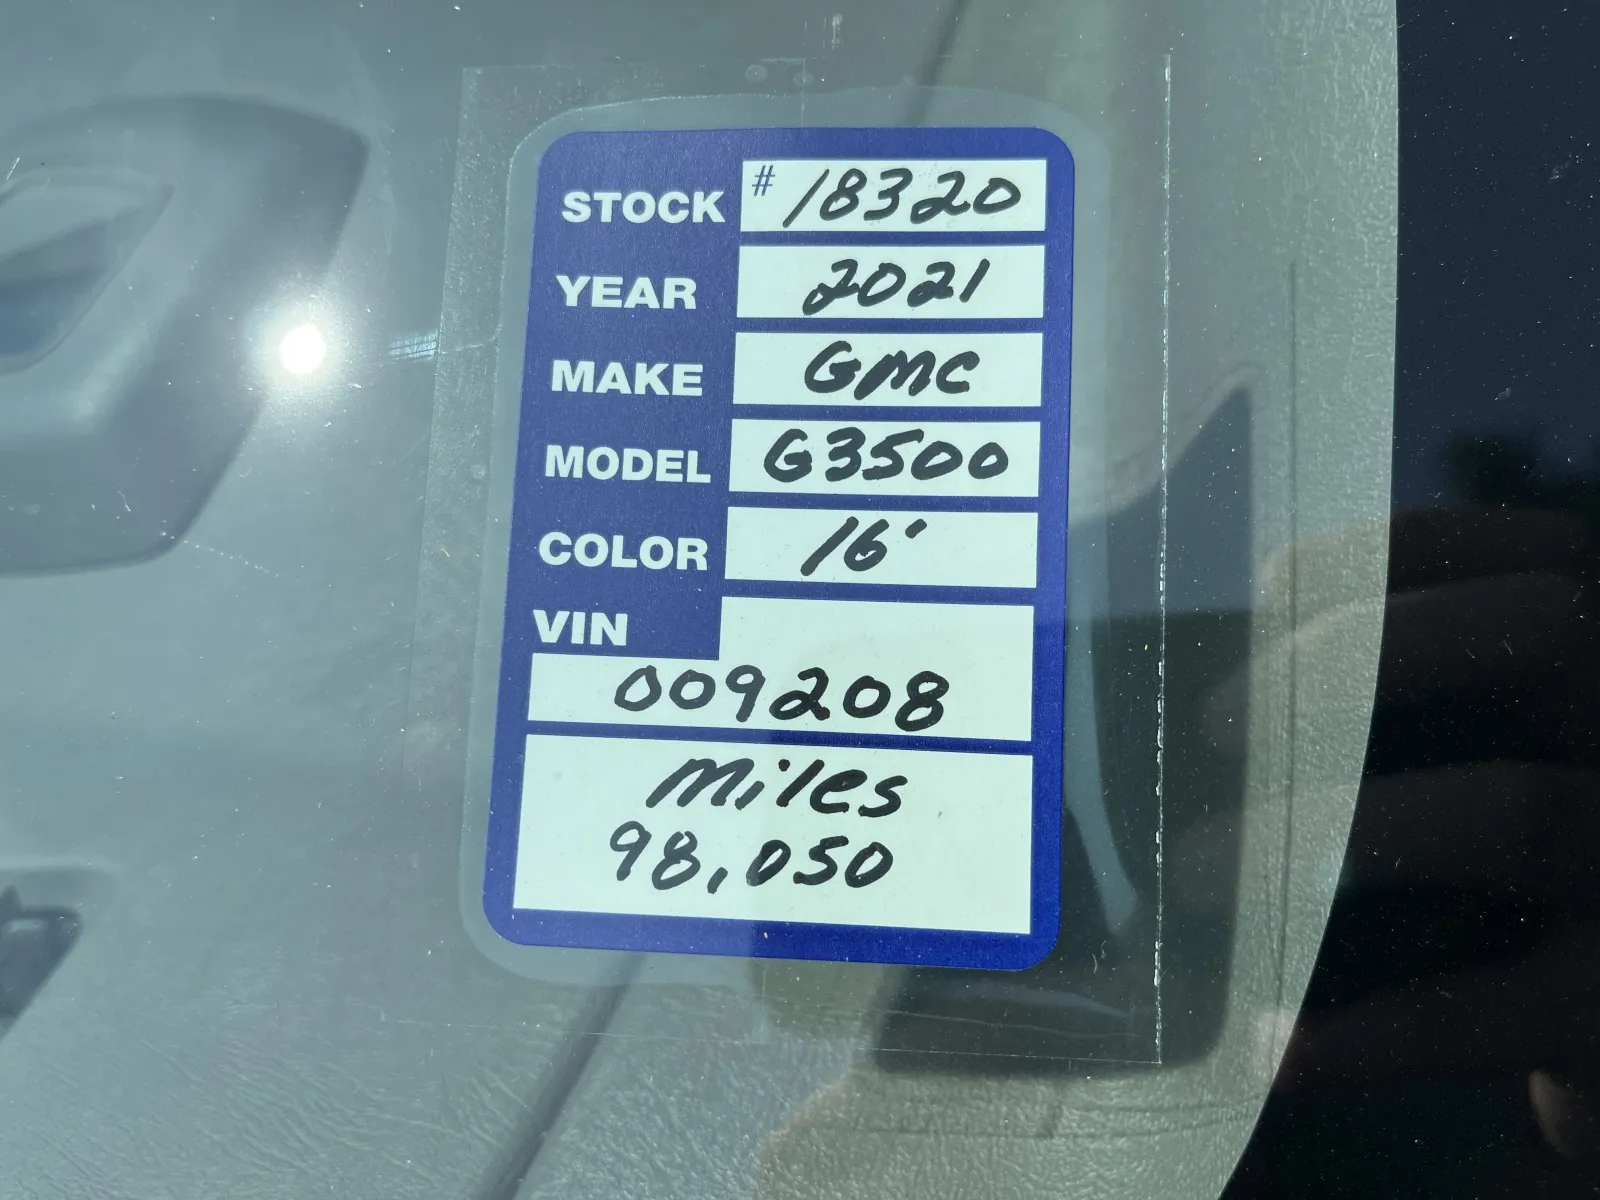 STOCK # 18320
YEAR 2021
MAKE GMC
MODEL G3500
COLOR 16'
VIN
009208
miles
98,050